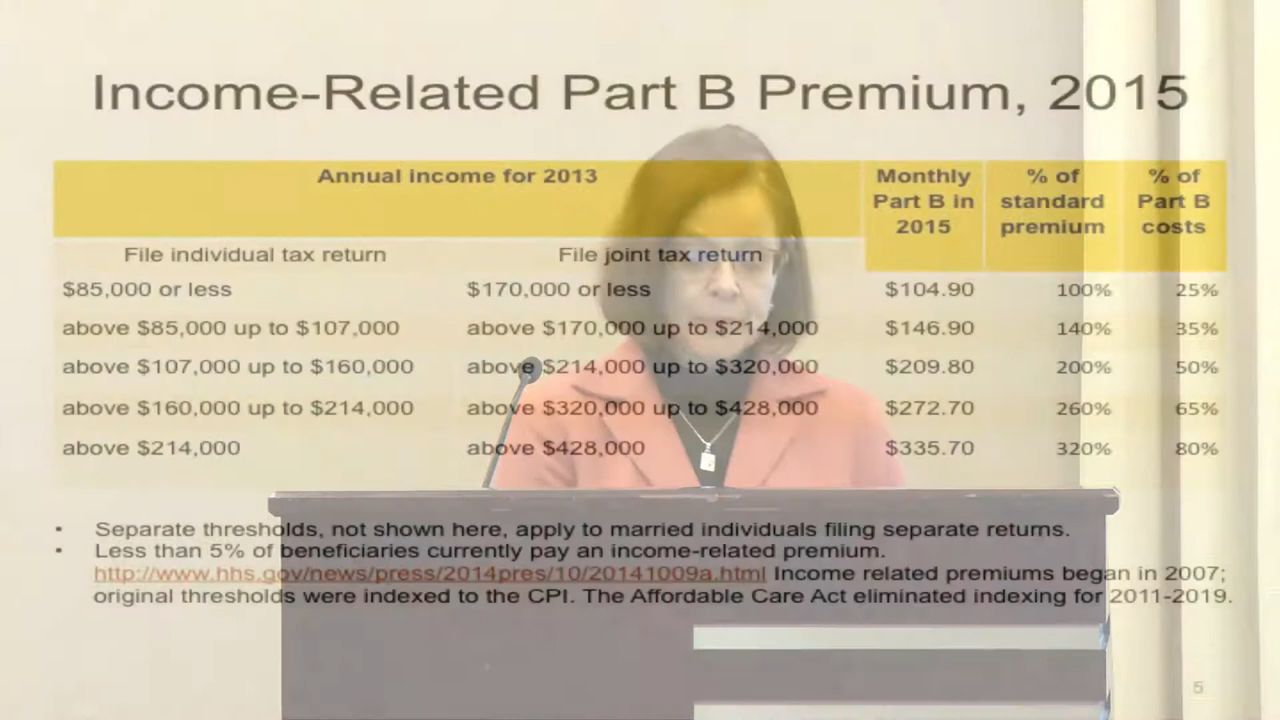 Income-Related Part B Premium, 2015
Annual income for 2013 Monthly Part B in 2015 % of standard premium % of Part B costs
File individual tax return File joint tax return
$85,000 or less $170,000 or less $104.90 100% 25%
above $85,000 up to $107,000 above $170,000 up to $214,000 $146.90 140% 35%
above $107,000 up to $160,000 above $214,000 up to $320,000 $209.80 200% 50%
above $160,000 up to $214,000 above $320,000 up to $428,000 $272.70 260% 65%
above $214,000 above $428,000 $335.70 320% 80%
• Separate thresholds, not shown here, apply to married individuals filing separate returns.
• Less than 5% of beneficiaries currently pay an income-related premium.
http://www.hhs.gov/news/press/2014pres/10/20141009a.html Income related premiums began in 2007;
original thresholds were indexed to the CPI. The Affordable Care Act eliminated indexing for 2011-2019.
5